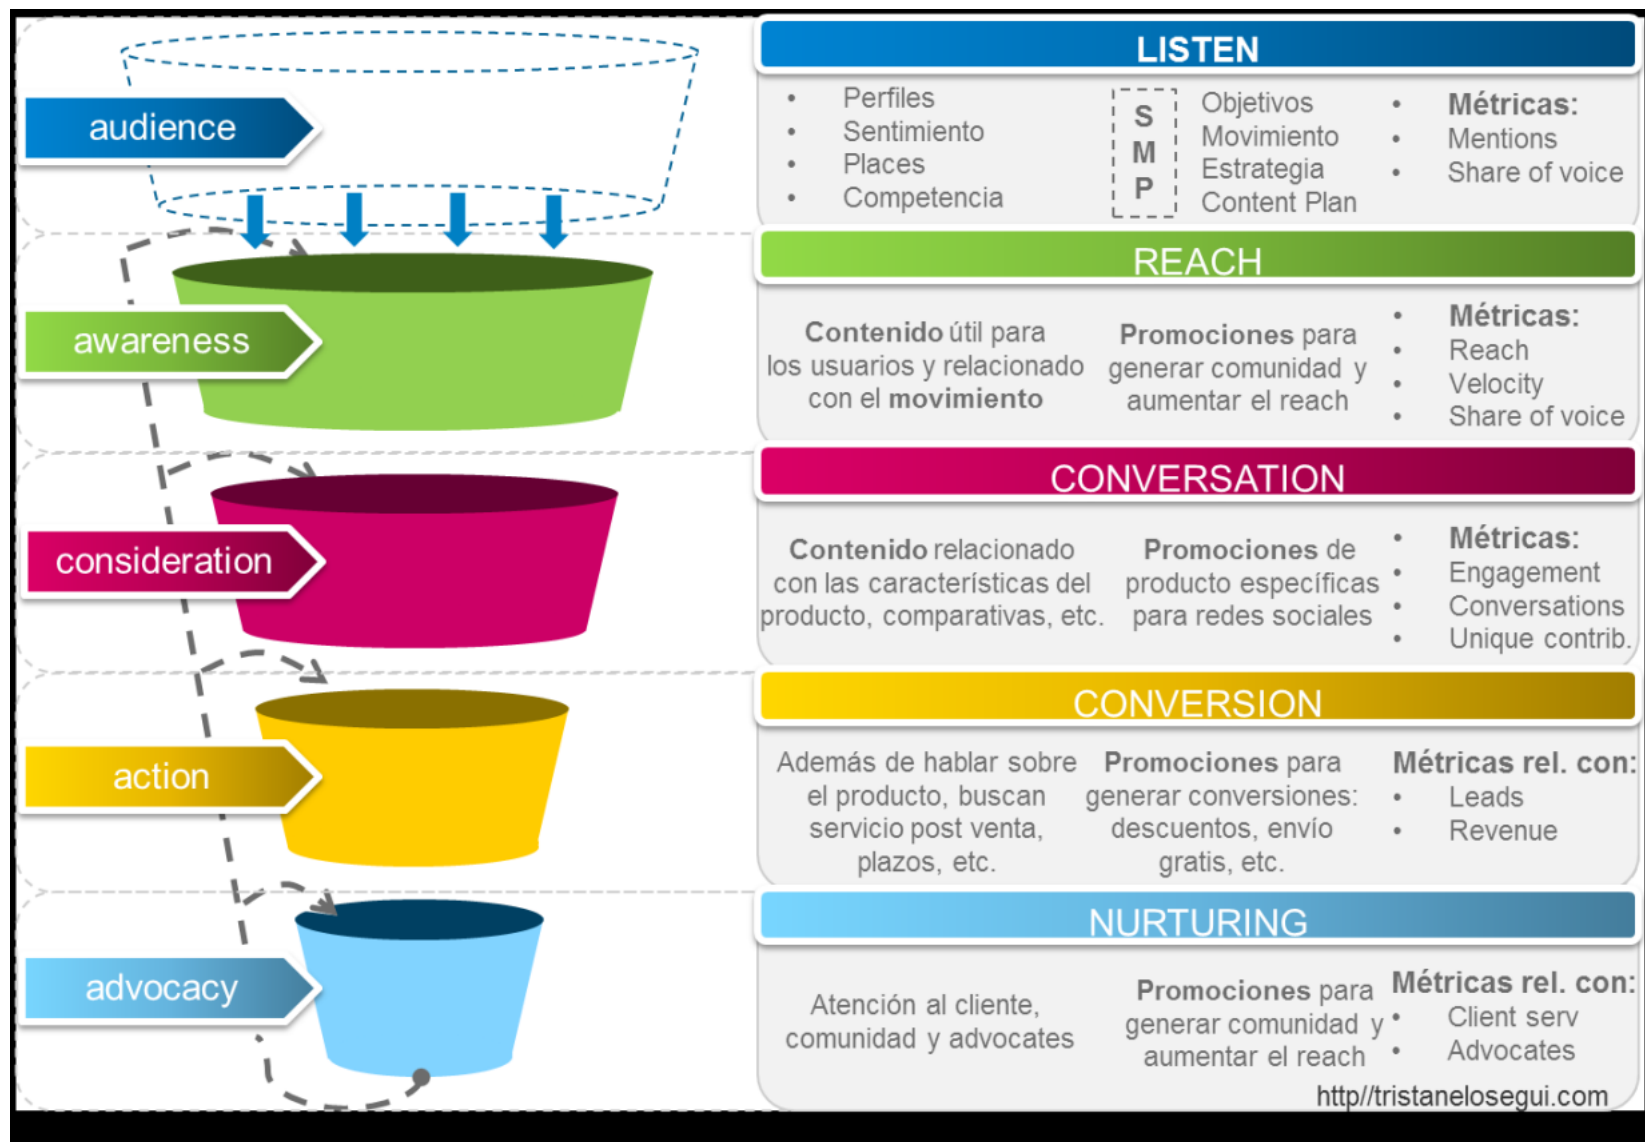 audience
LISTEN
• Perfiles
• Sentimiento
• Places
• Competencia
S
M
P
Objetivos
Movimiento
Estrategia
Content Plan
• Métricas:
• Mentions
• Share of voice
awareness
REACH
Contenido útil para
los usuarios y relacionado
con el movimiento
Promociones para
generar comunidad y
aumentar el reach
• Métricas:
• Reach
• Velocity
• Share of voice
consideration
CONVERSATION
Contenido relacionado
con las características del
producto, comparativas, etc.
Promociones de
producto específicas
para redes sociales
• Métricas:
• Engagement
• Conversations
• Unique contrib.
action
CONVERSION
Además de hablar sobre
el producto, buscan
servicio post venta,
plazos, etc.
Promociones para
generar conversiones:
descuentos, envío
gratis, etc.
Métricas rel. con:
• Leads
• Revenue
advocacy
NURTURING
Atención al cliente,
comunidad y advocates
Promociones para
generar comunidad y
aumentar el reach
Métricas rel. con:
• Client serv
• Advocates
http//tristanelosegui.com